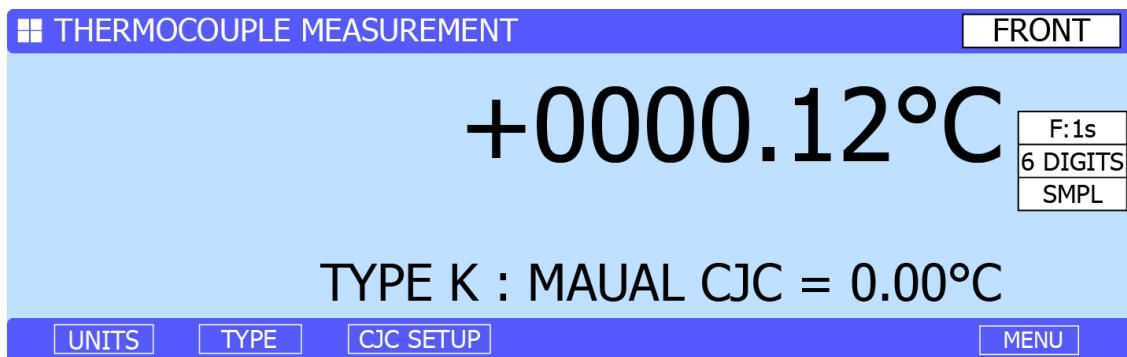 THERMOCOUPLE MEASUREMENT FRONT
+0000.12°C
F:1s
6 DIGITS
SMPL
TYPE K : MAUAL CJC = 0.00°C
UNITS TYPE CJC SETUP MENU